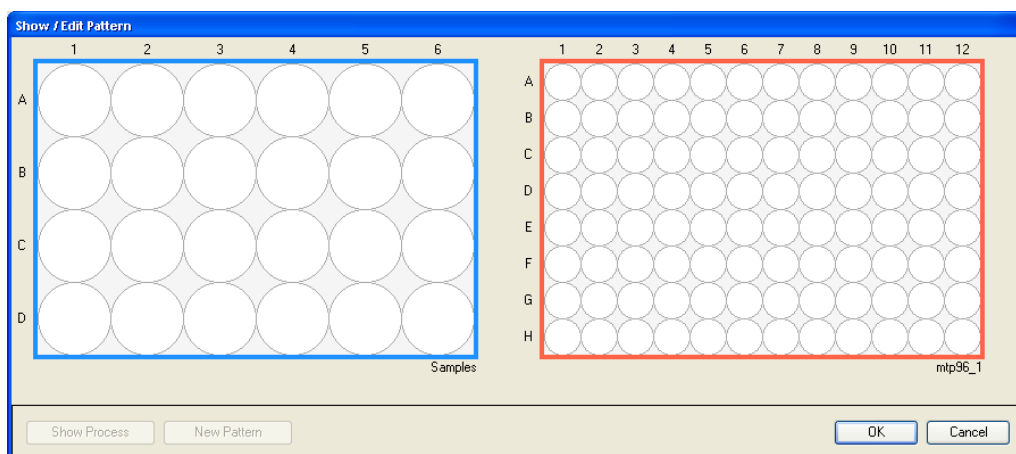 Show / Edit Pattern
1 2 3 4 5 6
A
B
C
D
Samples
1 2 3 4 5 6 7 8 9 10 11 12
A
B
C
D
E
F
G
H
mtp96_1
Show Process New Pattern OK Cancel